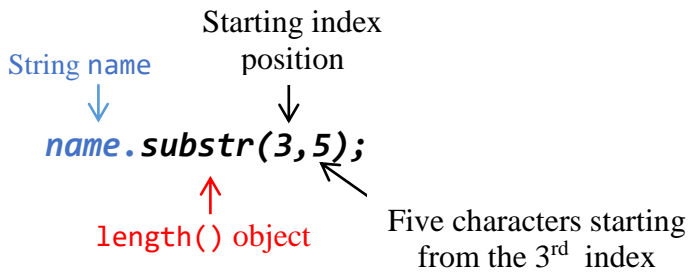 Starting index
position
String name
name.substr(3,5);
length() object
Five characters starting
from the 3rd index